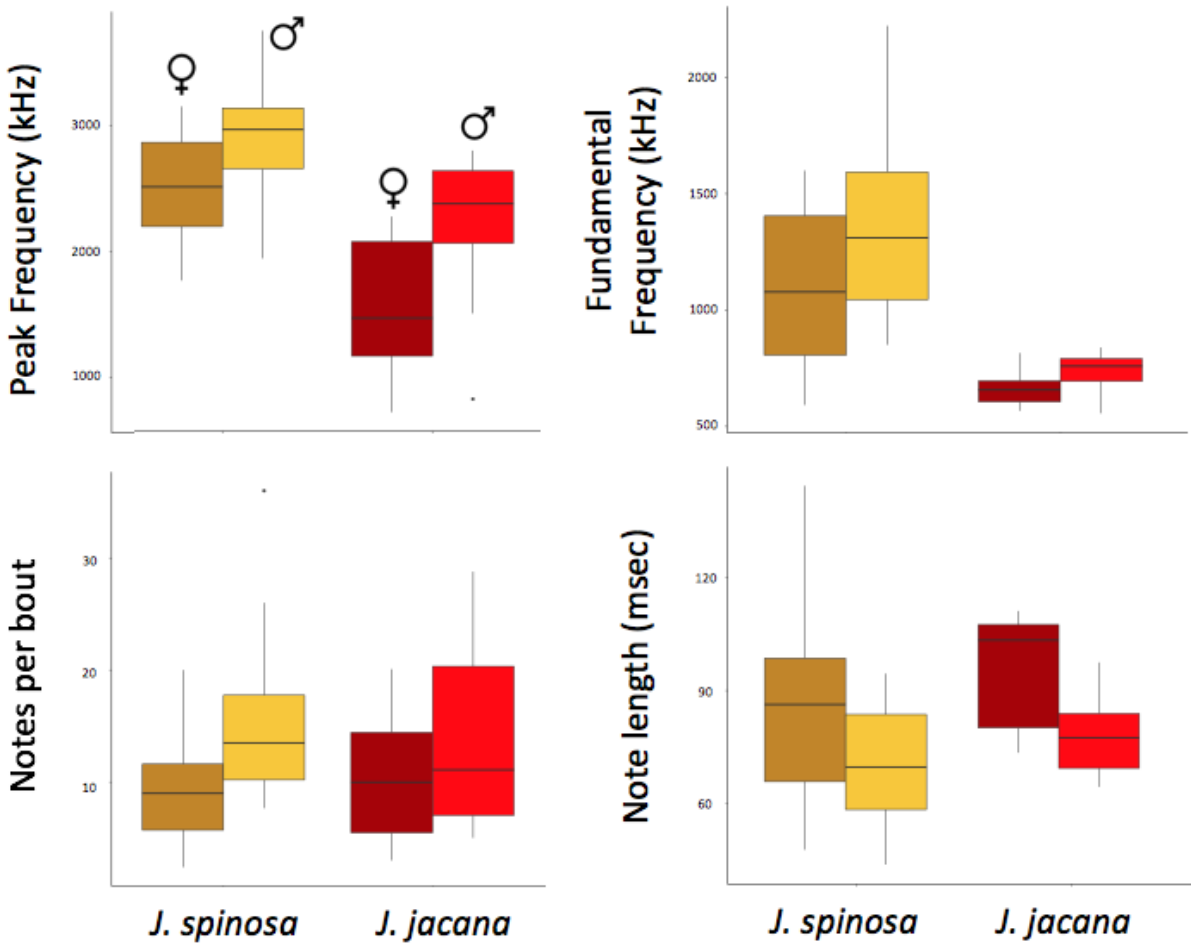 Peak Frequency (kHz)
3000
2000
1000
♀
♂
♀
♂
Fundamental
Frequency (kHz)
2000
1500
1000
500
Notes per bout
30
20
10
J. spinosa
J. jacana
Note length (msec)
120
90
60
J. spinosa
J. jacana